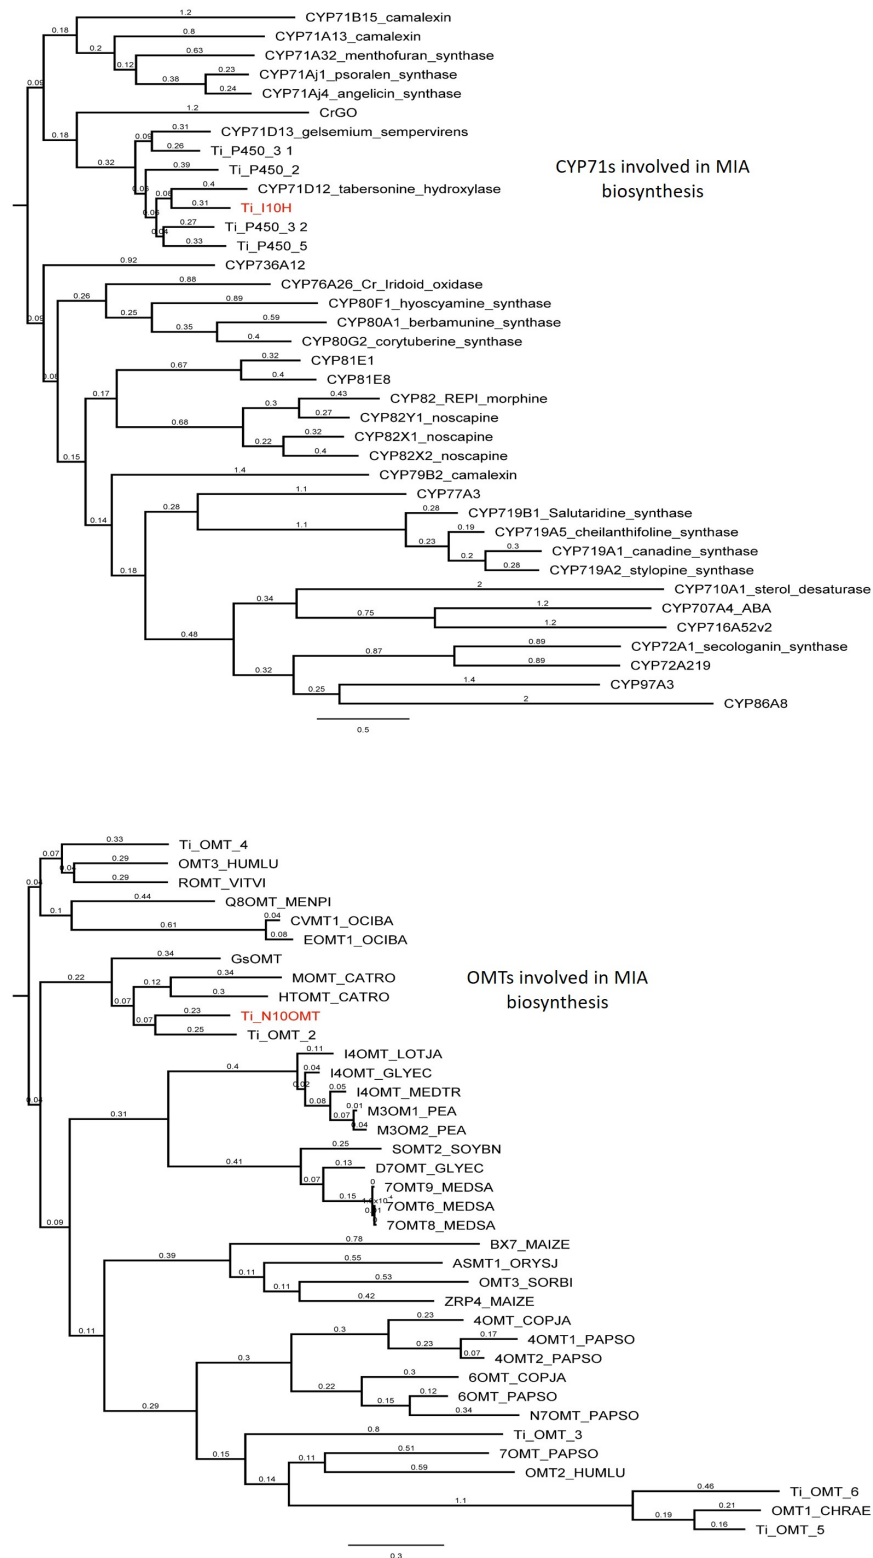 1.2
CYP71B15_camalexin
0.18
0.8
CYP71A13_camalexin
0.2
0.63
CYP71A32_menthofuran_synthase
0.12
0.23
CYP71Aj1_psoralen_synthase
0.38
0.09
0.24
CYP71Aj4_angelicin_synthase
1.2
CrGO
0.18
0.31
CYP71D13_gelsemium_sempervirens
0.09
0.26
Ti_P450_3 1
0.32
0.39
Ti_P450_2
CYP71s involved in MIA
biosynthesis
0.4
CYP71D12_tabersonine_hydroxylase
0.08
0.31
Ti_I10H
0.27
Ti_P450_3 2
0.04
0.33
Ti_P450_5
0.92
CYP736A12
0.88
CYP76A26_Cr_Iridoid_oxidase
0.26
0.89
CYP80F1_hyoscyamine_synthase
0.25
0.59
CYP80A1_berbamunine_synthase
0.35
0.09
0.4
CYP80G2_corytuberine_synthase
0.32
CYP81E1
0.67
0.4
CYP81E8
0.08
0.17
0.43
CYP82_REPI_morphine
0.3
0.27
CYP82Y1_noscapine
0.68
0.32
CYP82X1_noscapine
0.22
0.4
CYP82X2_noscapine
0.15
1.4
CYP79B2_camalexin
1.1
CYP77A3
0.28
0.28
CYP719B1_Salutaridine_synthase
0.14
1.1
0.19
CYP719A5_cheilanthifoline_synthase
0.23
0.3
CYP719A1_canadine_synthase
0.2
0.28
CYP719A2_stylopine_synthase
0.18
2
CYP710A1_sterol_desaturase
0.34
1.2
CYP707A4_ABA
0.75
1.2
CYP716A52v2
0.48
0.89
CYP72A1_secologanin_synthase
0.87
0.89
CYP72A219
0.32
1.4
CYP97A3
0.25
2
CYP86A8
0.5
0.33
Ti_OMT_4
0.07
0.29
OMT3_HUMLU
0.04
0.29
ROMT_VITVI
0.04
0.44
Q8OMT_MENPI
0.1
0.04
CVMT1_OCIBA
0.61
0.08
EOMT1_OCIBA
0.34
GsOMT
0.22
0.34
MOMT_CATRO
0.12
0.3
HTOMT_CATRO
0.07
0.23
Ti_N10OMT
0.07
0.25
Ti_OMT_2
OMTs involved in MIA
biosynthesis
0.11
I4OMT_LOTJA
0.4
0.04
I4OMT_GLYEC
0.02
0.05
I4OMT_MEDTR
0.08
0.01
M3OM1_PEA
0.07
0.04
M3OM2_PEA
0.04
0.31
0.25
SOMT2_SOYBN
0.41
0.13
D7OMT_GLYEC
0.07
0
7OMT9_MEDSA
0.15
7OMT6_MEDSA
7OMT8_MEDSA
0.09
0.78
BX7_MAIZE
0.39
0.55
ASMT1_ORYSJ
0.11
0.53
OMT3_SORBI
0.11
0.42
ZRP4_MAIZE
0.11
0.23
4OMT_COPJA
0.3
0.17
4OMT1_PAPSO
0.23
0.07
4OMT2_PAPSO
0.3
0.3
6OMT_COPJA
0.22
0.12
6OMT_PAPSO
0.15
0.34
N7OMT_PAPSO
0.29
0.8
Ti_OMT_3
0.15
0.51
7OMT_PAPSO
0.11
0.59
OMT2_HUMLU
0.14
0.46
Ti_OMT_6
1.1
0.21
OMT1_CHRAE
0.19
0.16
Ti_OMT_5
0.3